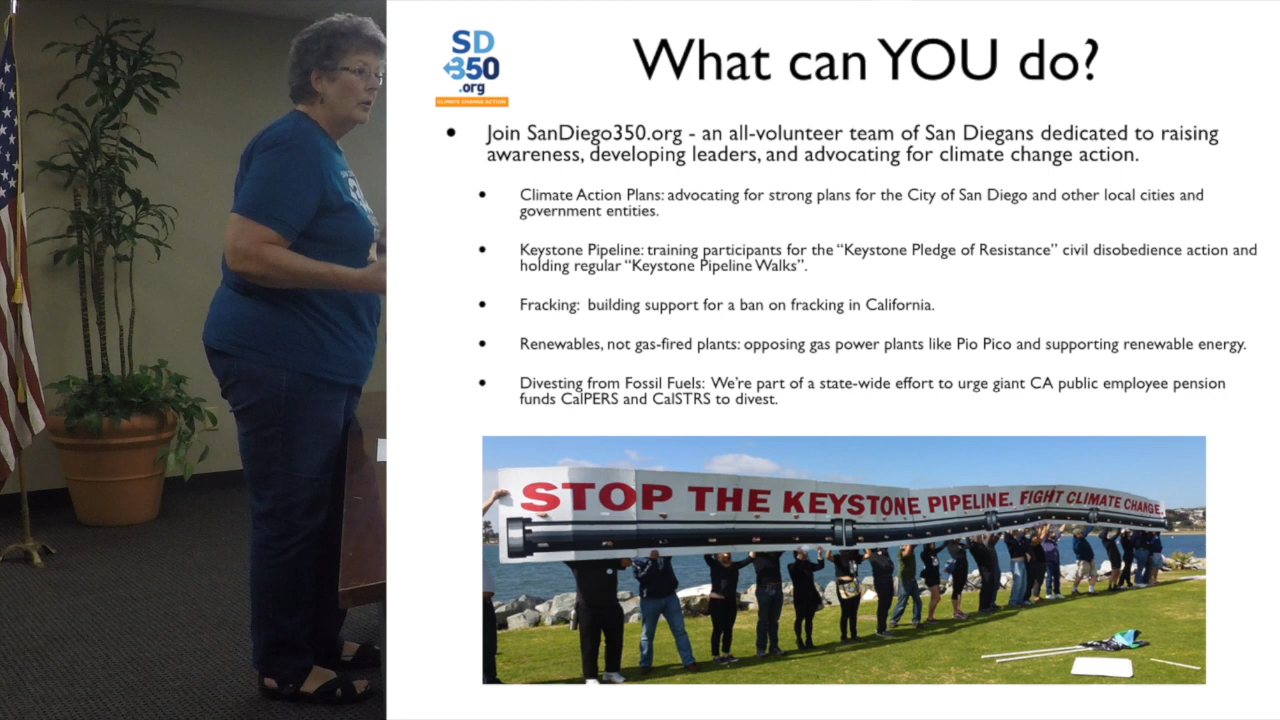 SD
350
.org
CLIMATE CHANGE ACTION
What can YOU do?
• Join SanDiego350.org - an all-volunteer team of San Diegans dedicated to raising
awareness, developing leaders, and advocating for climate change action.
• Climate Action Plans: advocating for strong plans for the City of San Diego and other local cities and
government entities.
• Keystone Pipeline: training participants for the “Keystone Pledge of Resistance” civil disobedience action and
holding regular “Keystone Pipeline Walks”.
• Fracking: building support for a ban on fracking in California.
• Renewables, not gas-fired plants: opposing gas power plants like Pio Pico and supporting renewable energy.
• Divesting from Fossil Fuels: We’re part of a state-wide effort to urge giant CA public employee pension
funds CalPERS and CalSTRS to divest.
STOP THE KEYSTONE PIPELINE. FIGHT CLIMATE CHANGE.